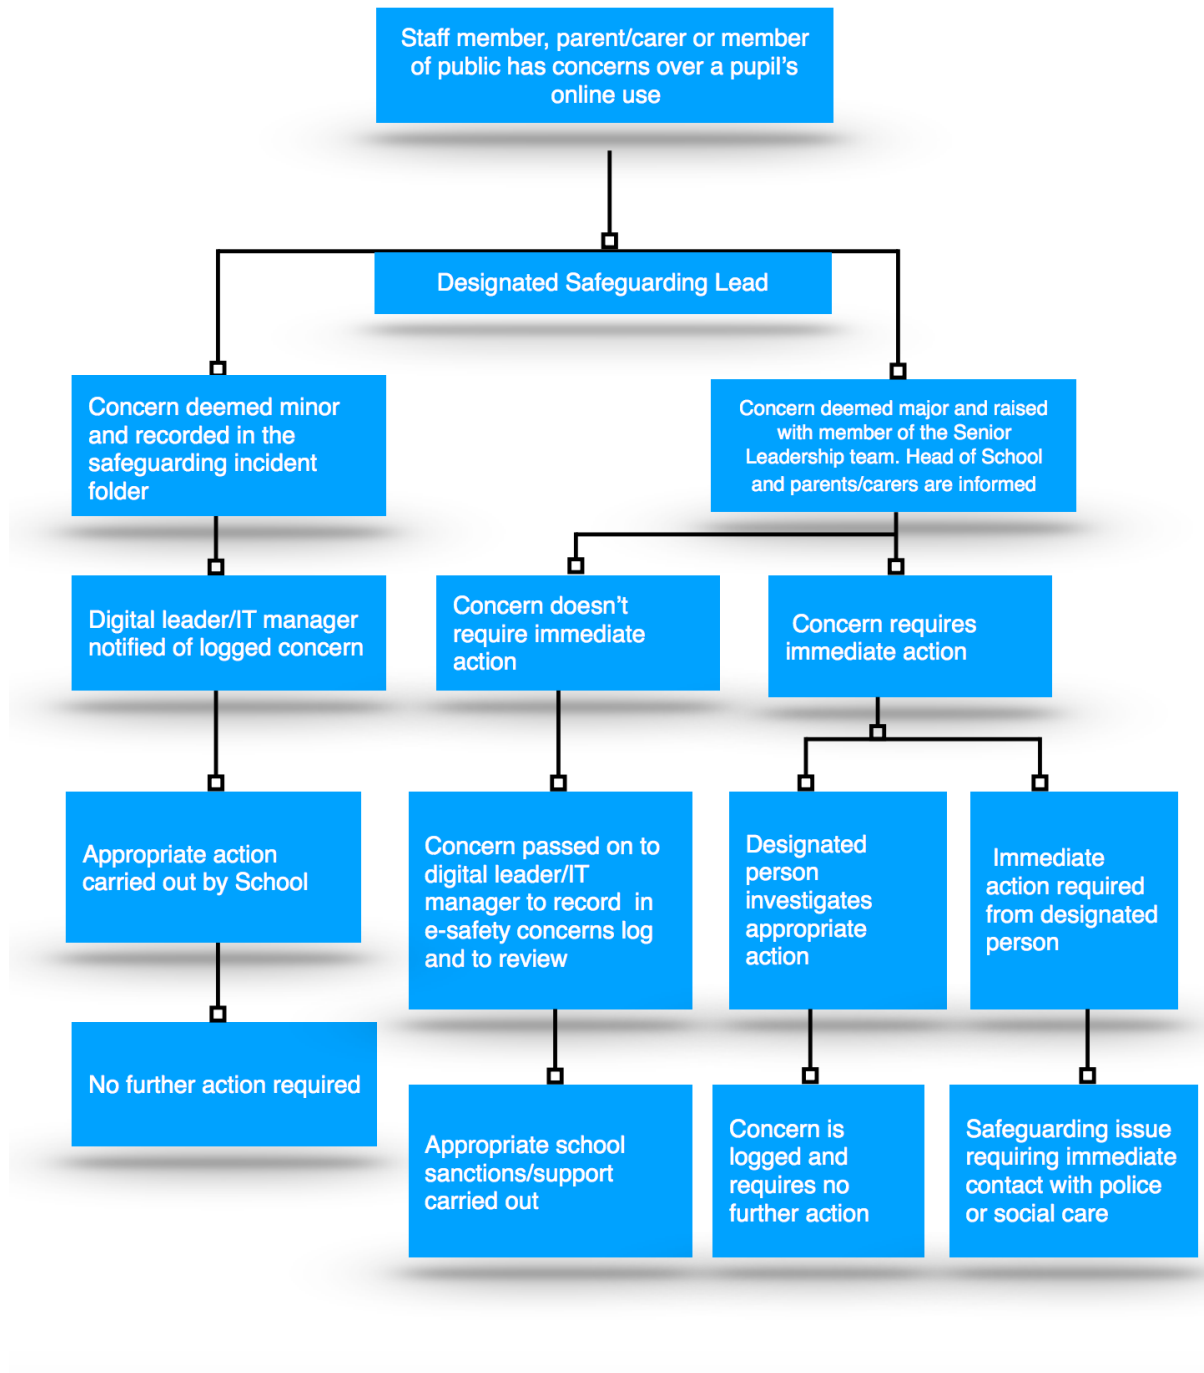 Staff member, parent/carer or member
of public has concerns over a pupil's
online use
Designated Safeguarding Lead
Concern deemed minor
and recorded in the
safeguarding incident
folder
Concern deemed major and raised
with member of the Senior
Leadership team. Head of School
and parents/carers are informed
Digital leader/IT manager
notified of logged concern
Concern doesn't
require immediate
action
Concern requires
immediate action
Appropriate action
carried out by School
Concern passed on to
digital leader/IT
manager to record in
e-safety concerns log
and to review
Designated
person
investigates
appropriate
action
Immediate
action required
from designated
person
No further action required
Appropriate school
sanctions/support
carried out
Concern is
logged and
requires no
further action
Safeguarding issue
requiring immediate
contact with police
or social care